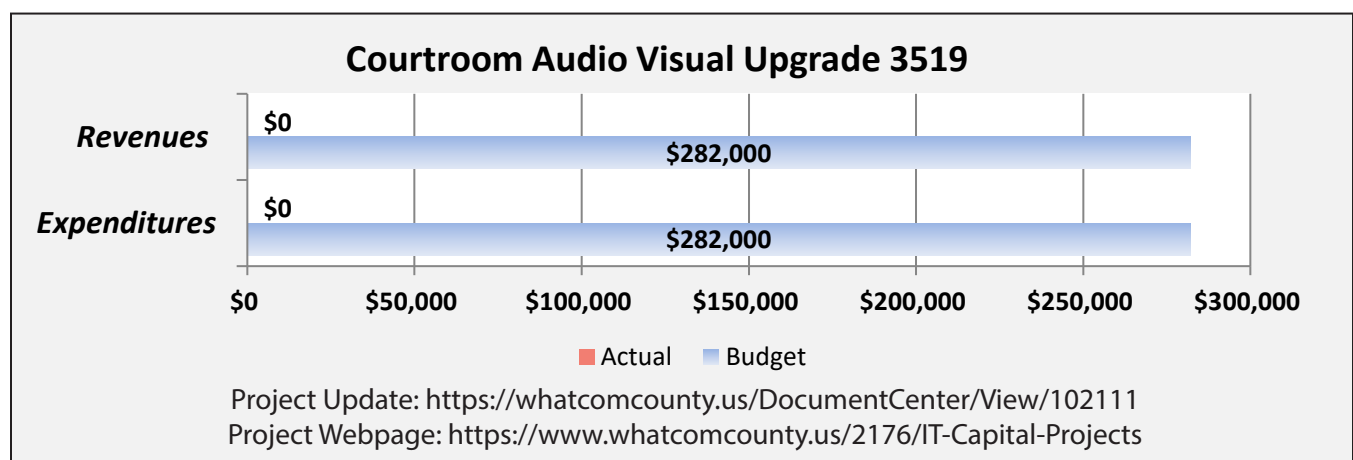 Courtroom Audio Visual Upgrade 3519
Revenues
$0
$282,000
Expenditures
$0
$282,000
$0 $50,000 $100,000 $150,000 $200,000 $250,000 $300,000
Actual Budget
Project Update: https://whatcomcounty.us/DocumentCenter/View/102111
Project Webpage: https://www.whatcomcounty.us/2176/IT-Capital-Projects